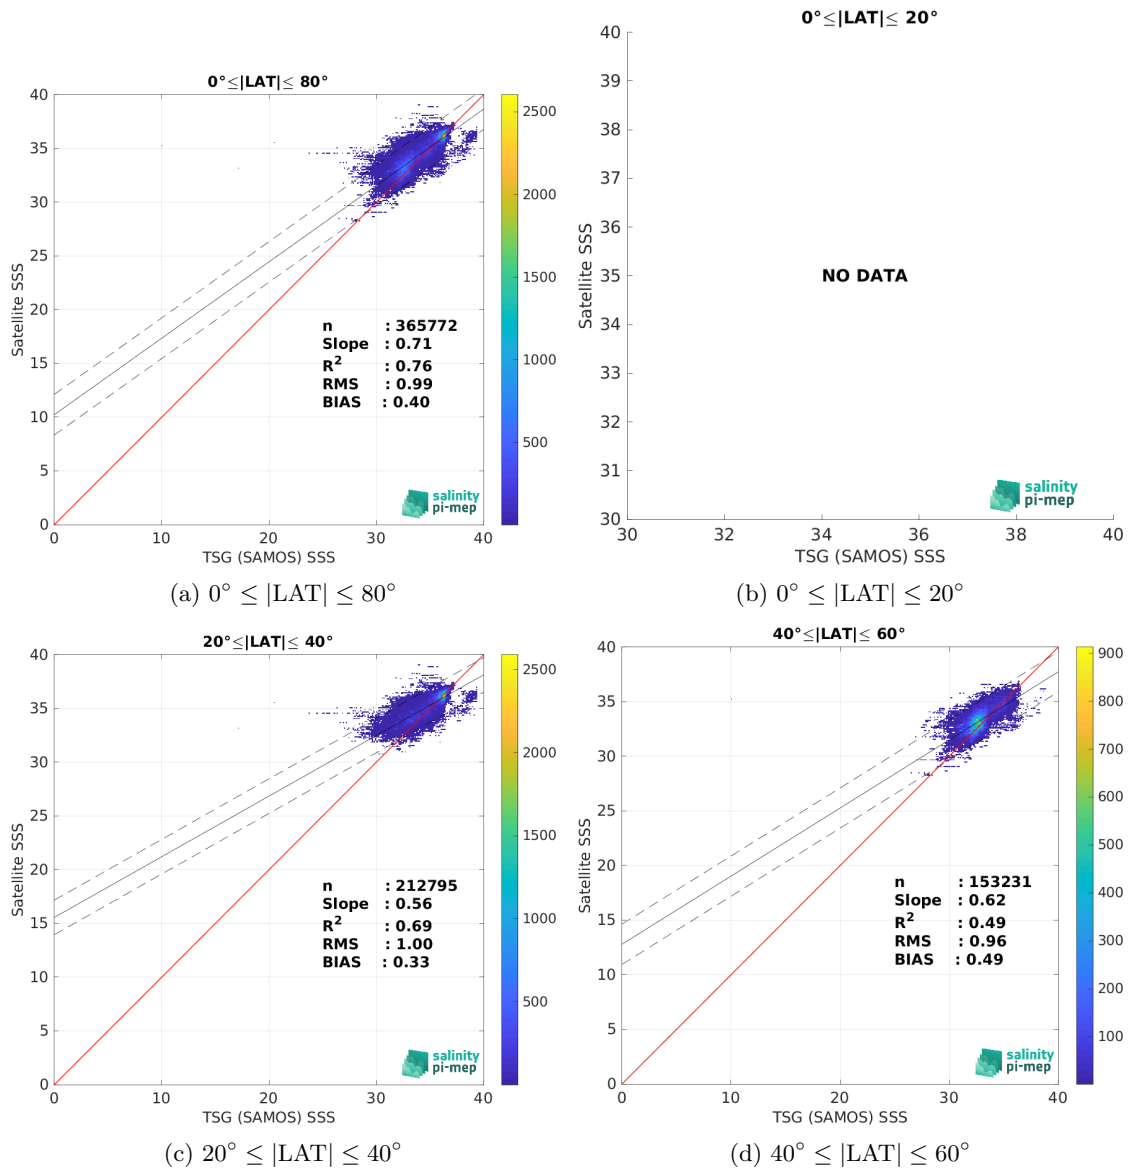 0°≤|LAT|≤ 80°
40
35
30
25
20
15
10
5
0
Satellite SSS
0
10
20
30
40
TSG (SAMOS) SSS
n : 365772
Slope : 0.71
R² : 0.76
RMS : 0.99
BIAS : 0.40
salinity
pi-mep
2500
2000
1500
1000
500
(a) 0° ≤ |LAT| ≤ 80°
0°≤|LAT|≤ 20°
40
39
38
37
36
35
34
33
32
31
30
Satellite SSS
NO DATA
salinity
pi-mep
30
32
34
36
38
40
TSG (SAMOS) SSS
(b) 0° ≤ |LAT| ≤ 20°
20°≤|LAT|≤ 40°
40
35
30
25
20
15
10
5
0
Satellite SSS
0
10
20
30
40
TSG (SAMOS) SSS
n : 212795
Slope : 0.56
R² : 0.69
RMS : 1.00
BIAS : 0.33
salinity
pi-mep
2500
2000
1500
1000
500
(c) 20° ≤ |LAT| ≤ 40°
40°≤|LAT|≤ 60°
40
35
30
25
20
15
10
5
0
Satellite SSS
0
10
20
30
40
TSG (SAMOS) SSS
n : 153231
Slope : 0.62
R² : 0.49
RMS : 0.96
BIAS : 0.49
salinity
pi-mep
900
800
700
600
500
400
300
200
100
(d) 40° ≤ |LAT| ≤ 60°